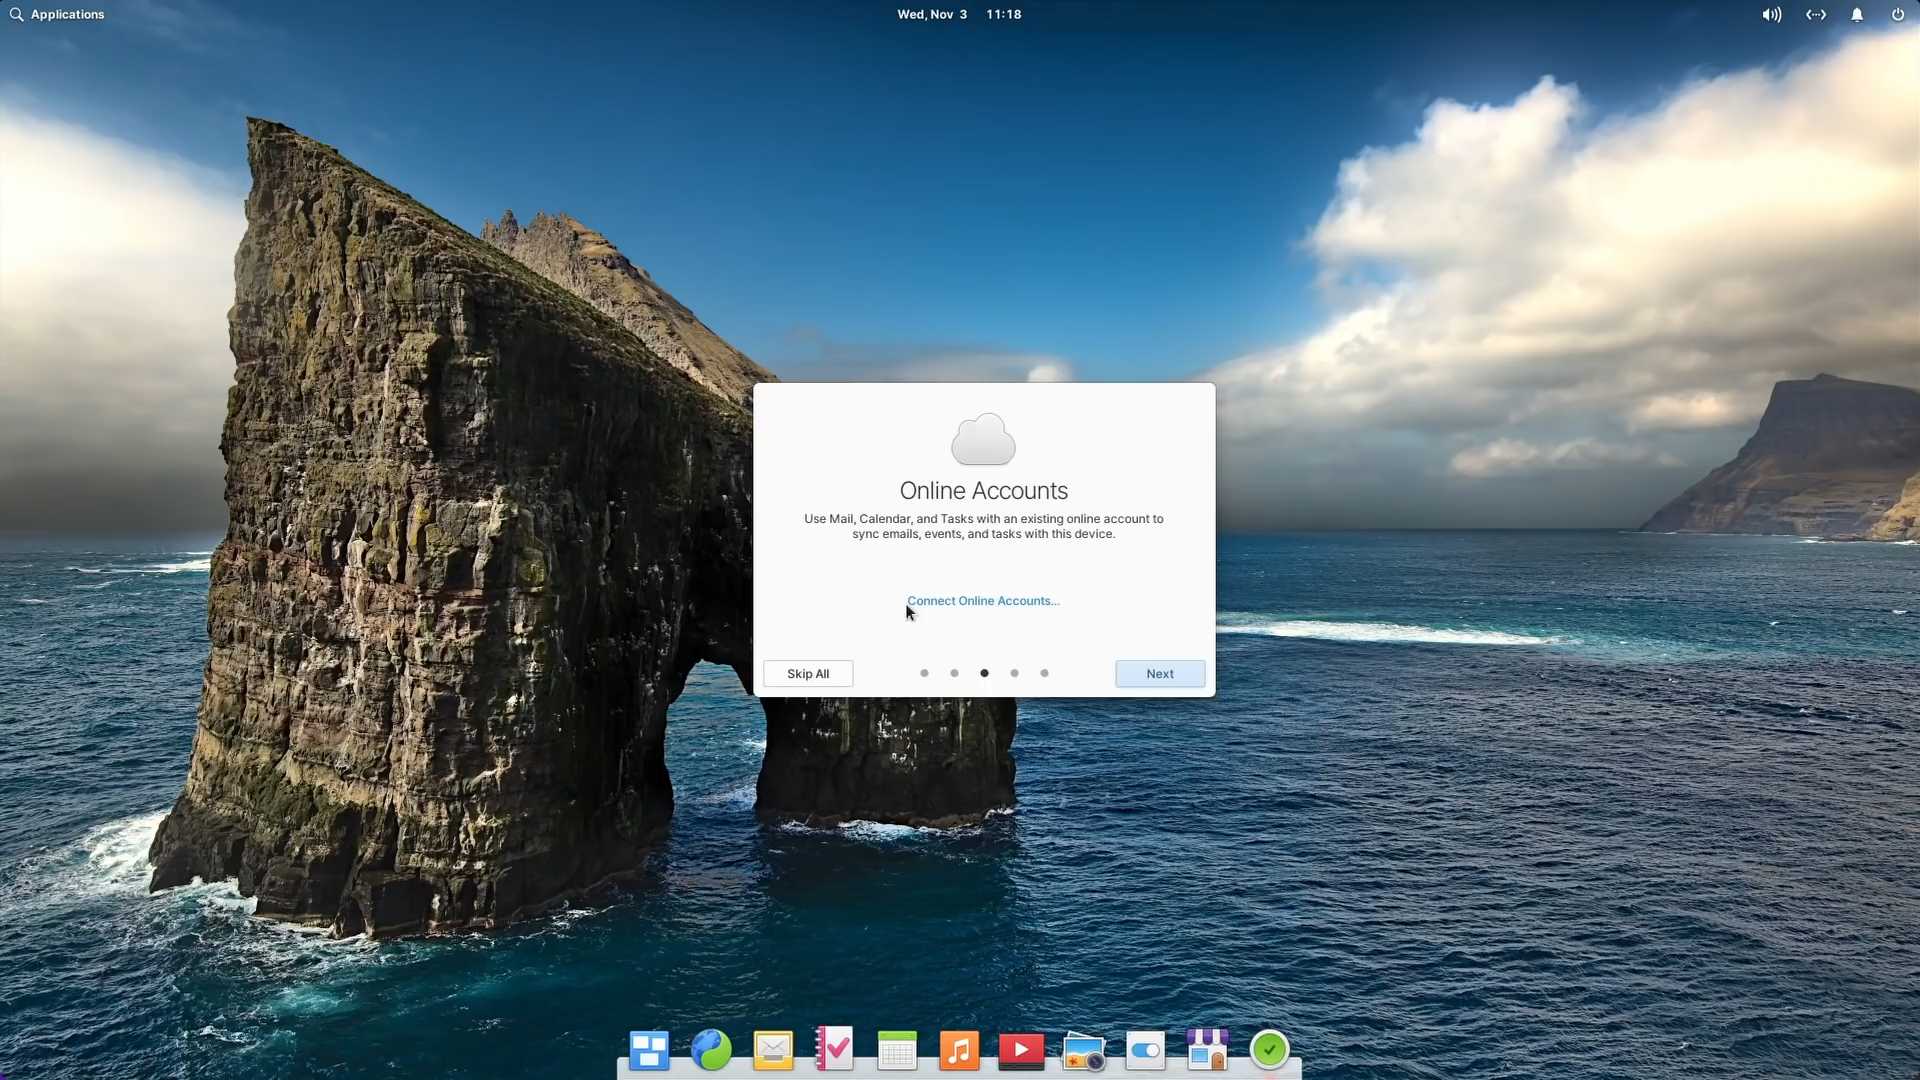 Applications
Wed, Nov 3 11:18
Online Accounts
Use Mail, Calendar, and Tasks with an existing online account to
sync emails, events, and tasks with this device.
Connect Online Accounts...
Skip All
Next